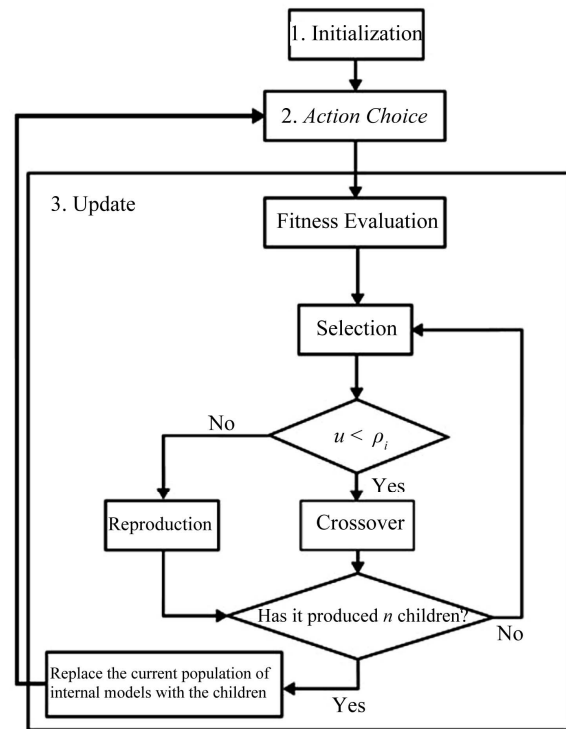 1. Initialization
2. Action Choice
3. Update
Fitness Evaluation
Selection
No
u < ρi
Yes
Reproduction
Crossover
Has it produced n children?
No
Replace the current population of
internal models with the children
Yes